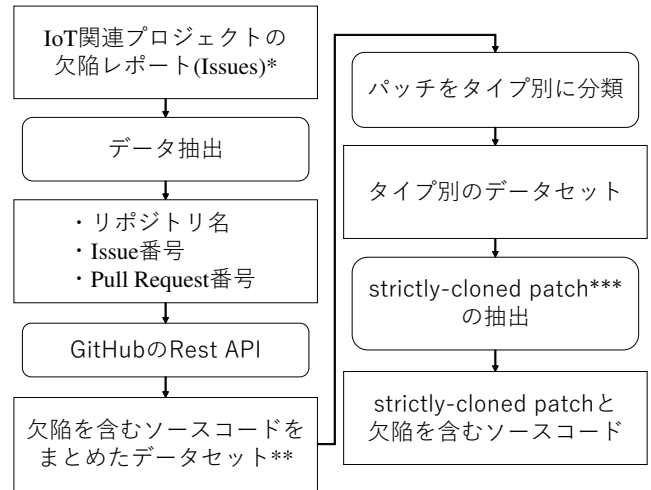 IoT関連プロジェクトの
欠陥レポート(Issues)*
データ抽出
・リポジトリ名
・Issue番号
・Pull Request番号
GitHubのRest API
欠陥を含むソースコードを
まとめたデータセット**
パッチをタイプ別に分類
タイプ別のデータセット
strictly-cloned patch***
の抽出
strictly-cloned patchと
欠陥を含むソースコード